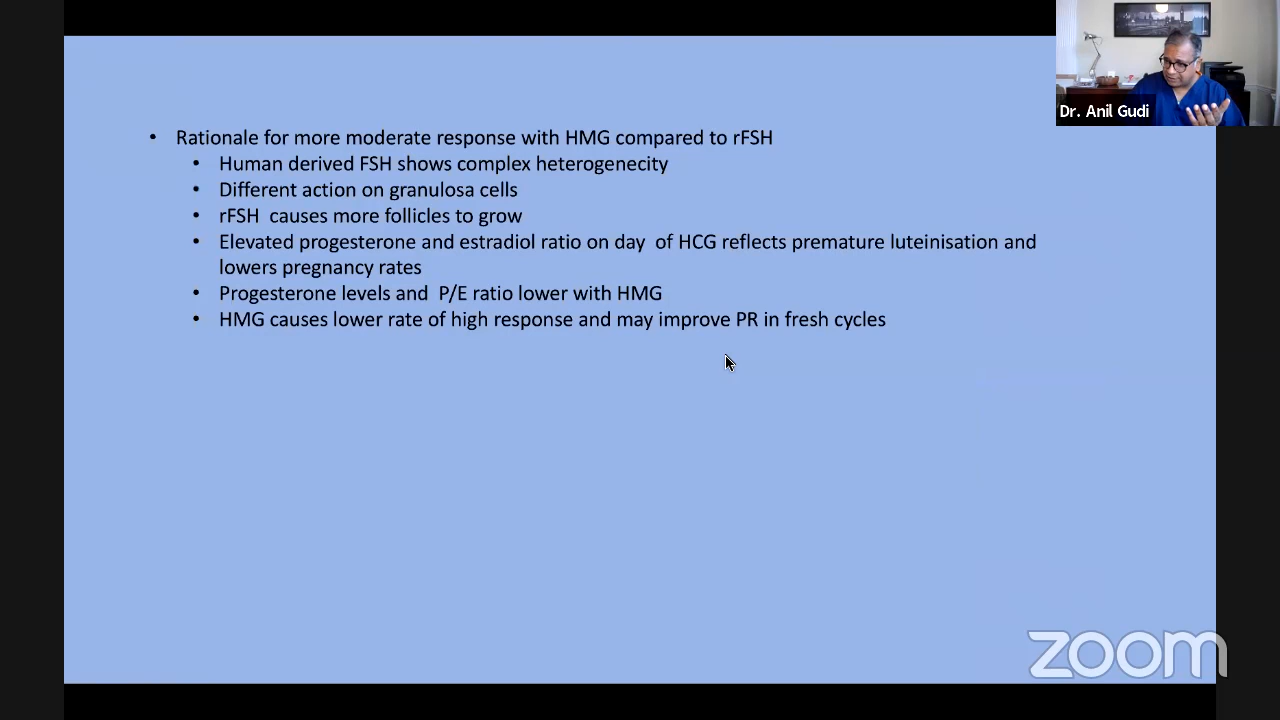 Dr. Anil Gudi
• Rationale for more moderate response with HMG compared to rFSH
• Human derived FSH shows complex heterogenecity
• Different action on granulosa cells
• rFSH  causes more follicles to grow
• Elevated progesterone and estradiol ratio on day  of HCG reflects premature luteinisation and
lowers pregnancy rates
• Progesterone levels and  P/E ratio lower with HMG
• HMG causes lower rate of high response and may improve PR in fresh cycles
zoom